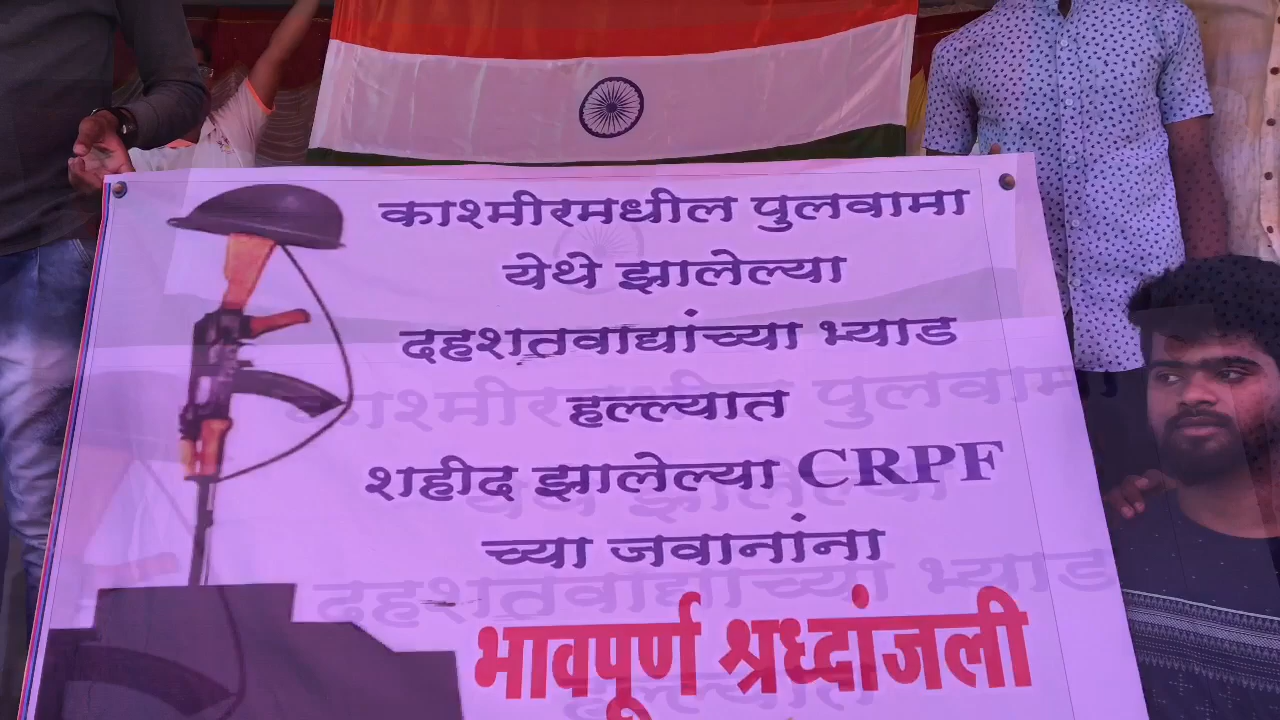 काश्मीरमधील पुलवामा
येथे झालेल्या
दहशतवाद्यांच्या भ्याड
हल्ल्यात
शहीद झालेल्या CRPF
च्या जवानांना
भावपूर्ण श्रध्दांजली